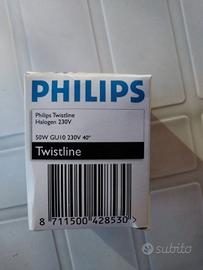 PHILIPS
Philips Twistline
Halogen 230V
50W GU10 230V 40°
Twistline
8 711500 428530 >
subito